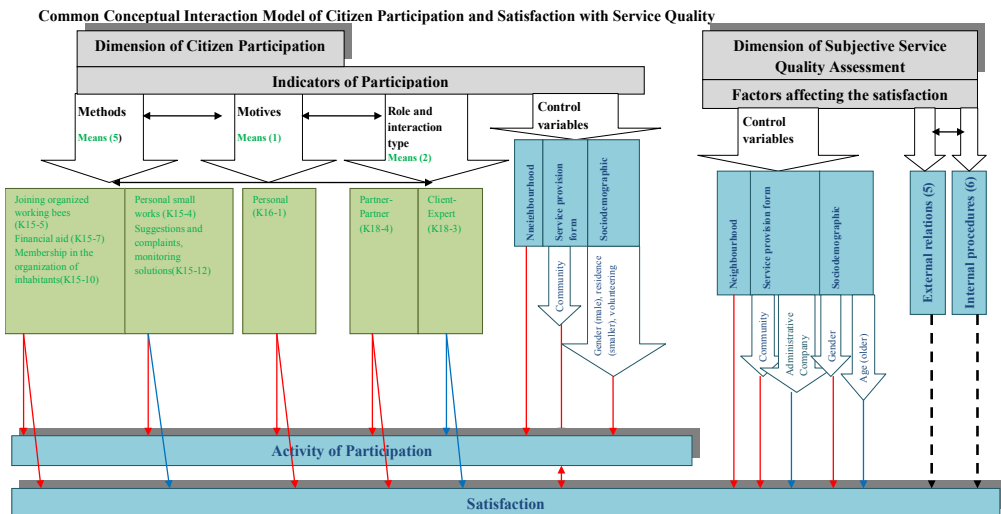 Common Conceptual Interaction Model of Citizen Participation and Satisfaction with Service Quality
Dimension of Citizen Participation
Indicators of Participation
Methods
Means (5)
Motives
Means (1)
Role and
interaction
type
Means (2)
Control
variables
Joining organized
working bees
(K15-5)
Financial aid (K15-7)
Membership in the
organization of
inhabitants(K15-10)
Personal small
works (K15-4)
Suggestions and
complaints,
monitoring
solutions(K15-12)
Personal
(K16-1)
Partner-
Partner
(K18-4)
Client-
Expert
(K18-3)
Nneighbourhood
Service provision
form
Sociodemographic
Community
Gender (male), residence
(smaller), volunteering
Dimension of Subjective Service
Quality Assessment
Factors affecting the satisfaction
Control
variables
Neighbourhood
Service provision
form
Sociodemographic
Community
Administrative
Company
Gender
Age (older)
External relations (5)
Internal procedures (6)
Activity of Participation
Satisfaction